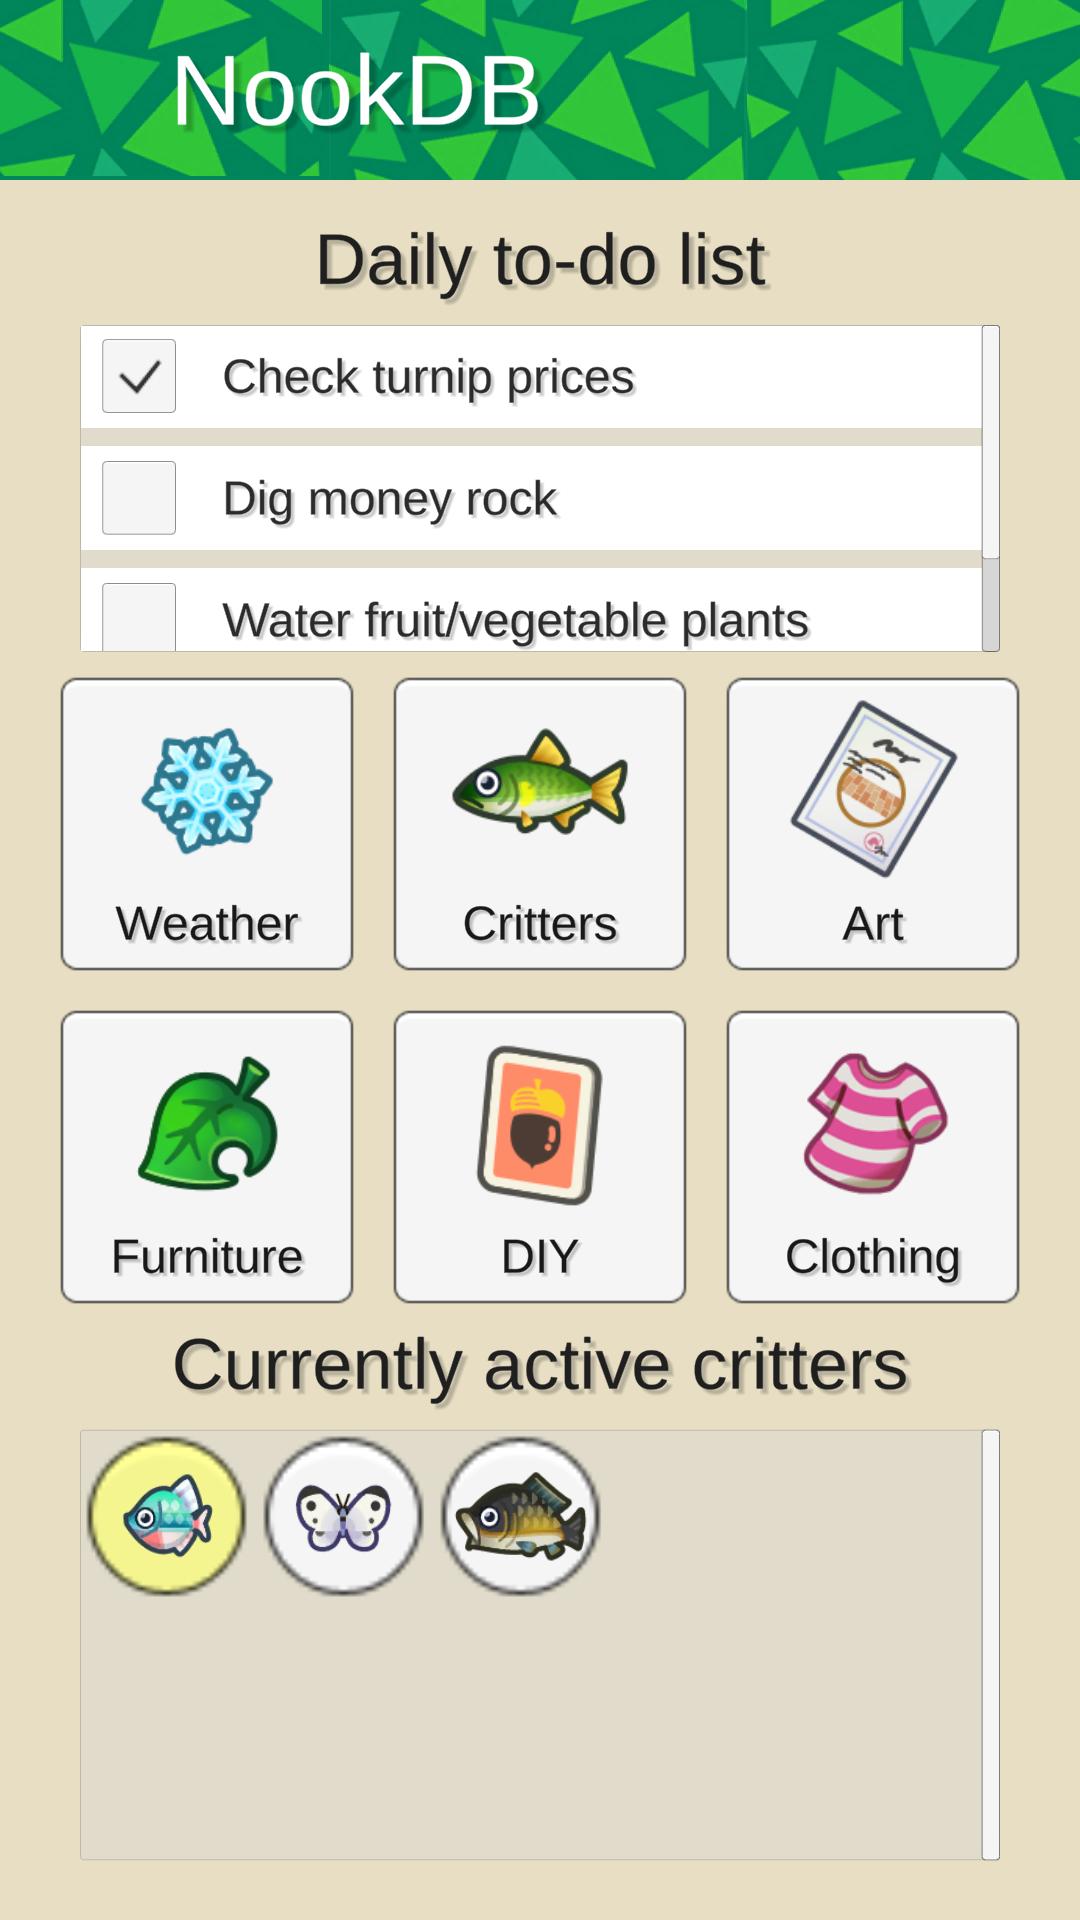 NookDB
Daily to-do list
Check turnip prices
Dig money rock
Water fruit/vegetable plants
Weather
Critters
Art
Furniture
DIY
Clothing
Currently active critters